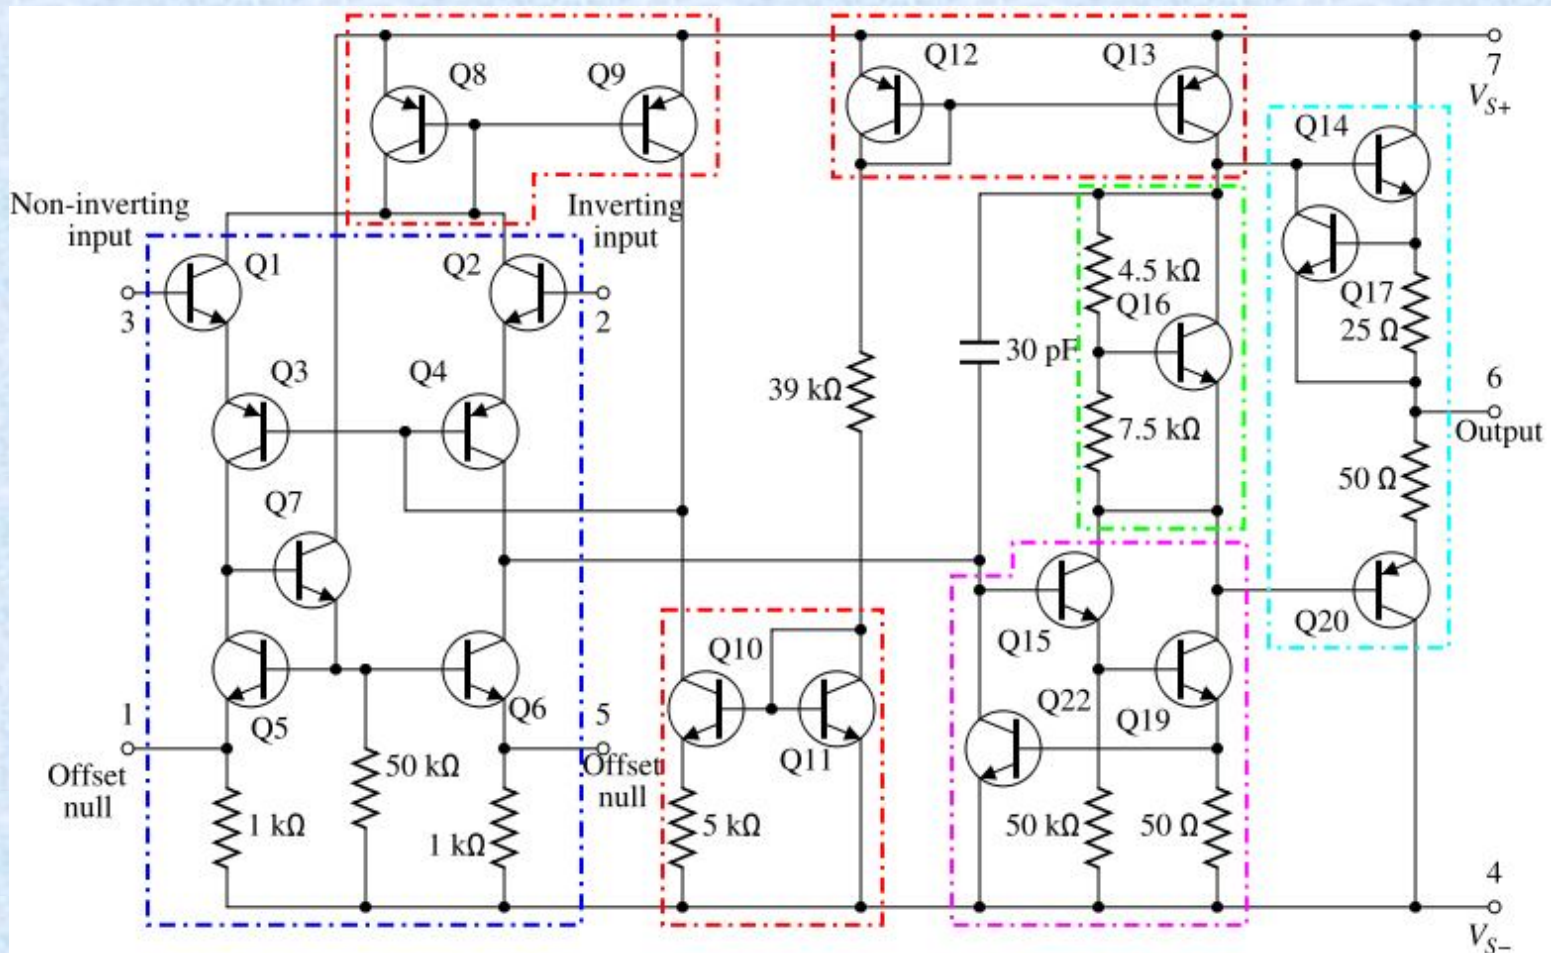 Q8
Q9
Q12
Q13
7
V_S+
Q14
Non-inverting
input
Inverting
input
Q1
Q2
3
2
4.5 kΩ
Q16
Q17
25 Ω
30 pF
Q3
Q4
39 kΩ
6
Output
7.5 kΩ
50 Ω
Q7
Q15
Q20
Q10
Q22
Q19
1
Q5
Q6
5
Offset
null
50 kΩ
Offset
null
Q11
1 kΩ
1 kΩ
5 kΩ
50 kΩ
50 Ω
4
V_S−